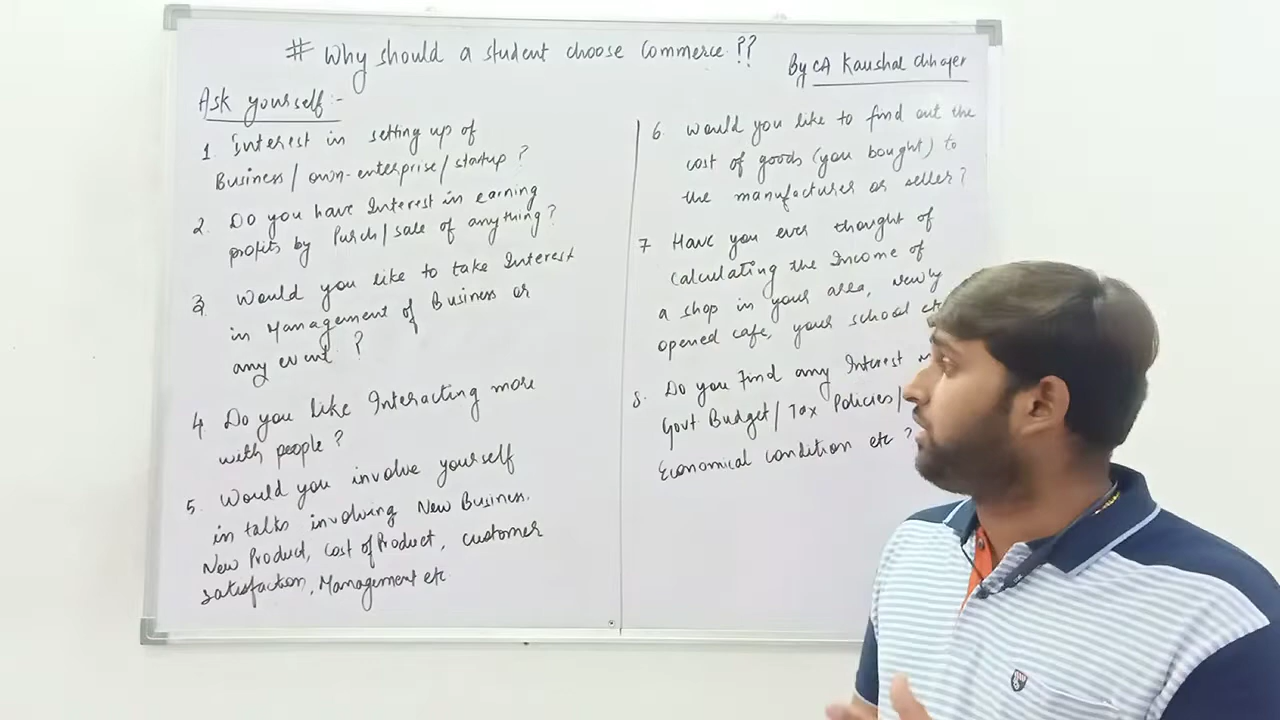 # Why should a student choose Commerce ??
By CA Kaushal Chhajer
Ask yourself :-
1. Interest in setting up of
Business / own-enterprise / startup ?
2. Do you have Interest in earning
profits by Purch / sale of anything ?
3. Would you like to take Interest
in Management of Business or
any event ?
4. Do you like Interacting more
with people ?
5. Would you involve yourself
in talks involving New Business.
New Product, cost of Product, customer
satisfaction, Management etc
6. would you like to find out the
cost of goods (you bought) to
the manufacturer or seller ?
7 Have you ever thought of
calculating the Income of
a shop in your area, newly
opened cafe, your school etc
8. Do you find any Interest
Govt Budget / Tax Policies /
Economical condition etc ?